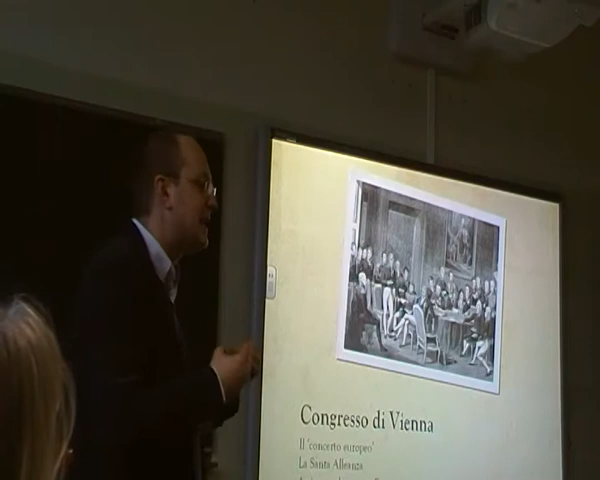 Congresso di Vienna
Il 'concerto europeo'
La Santa Alleanza